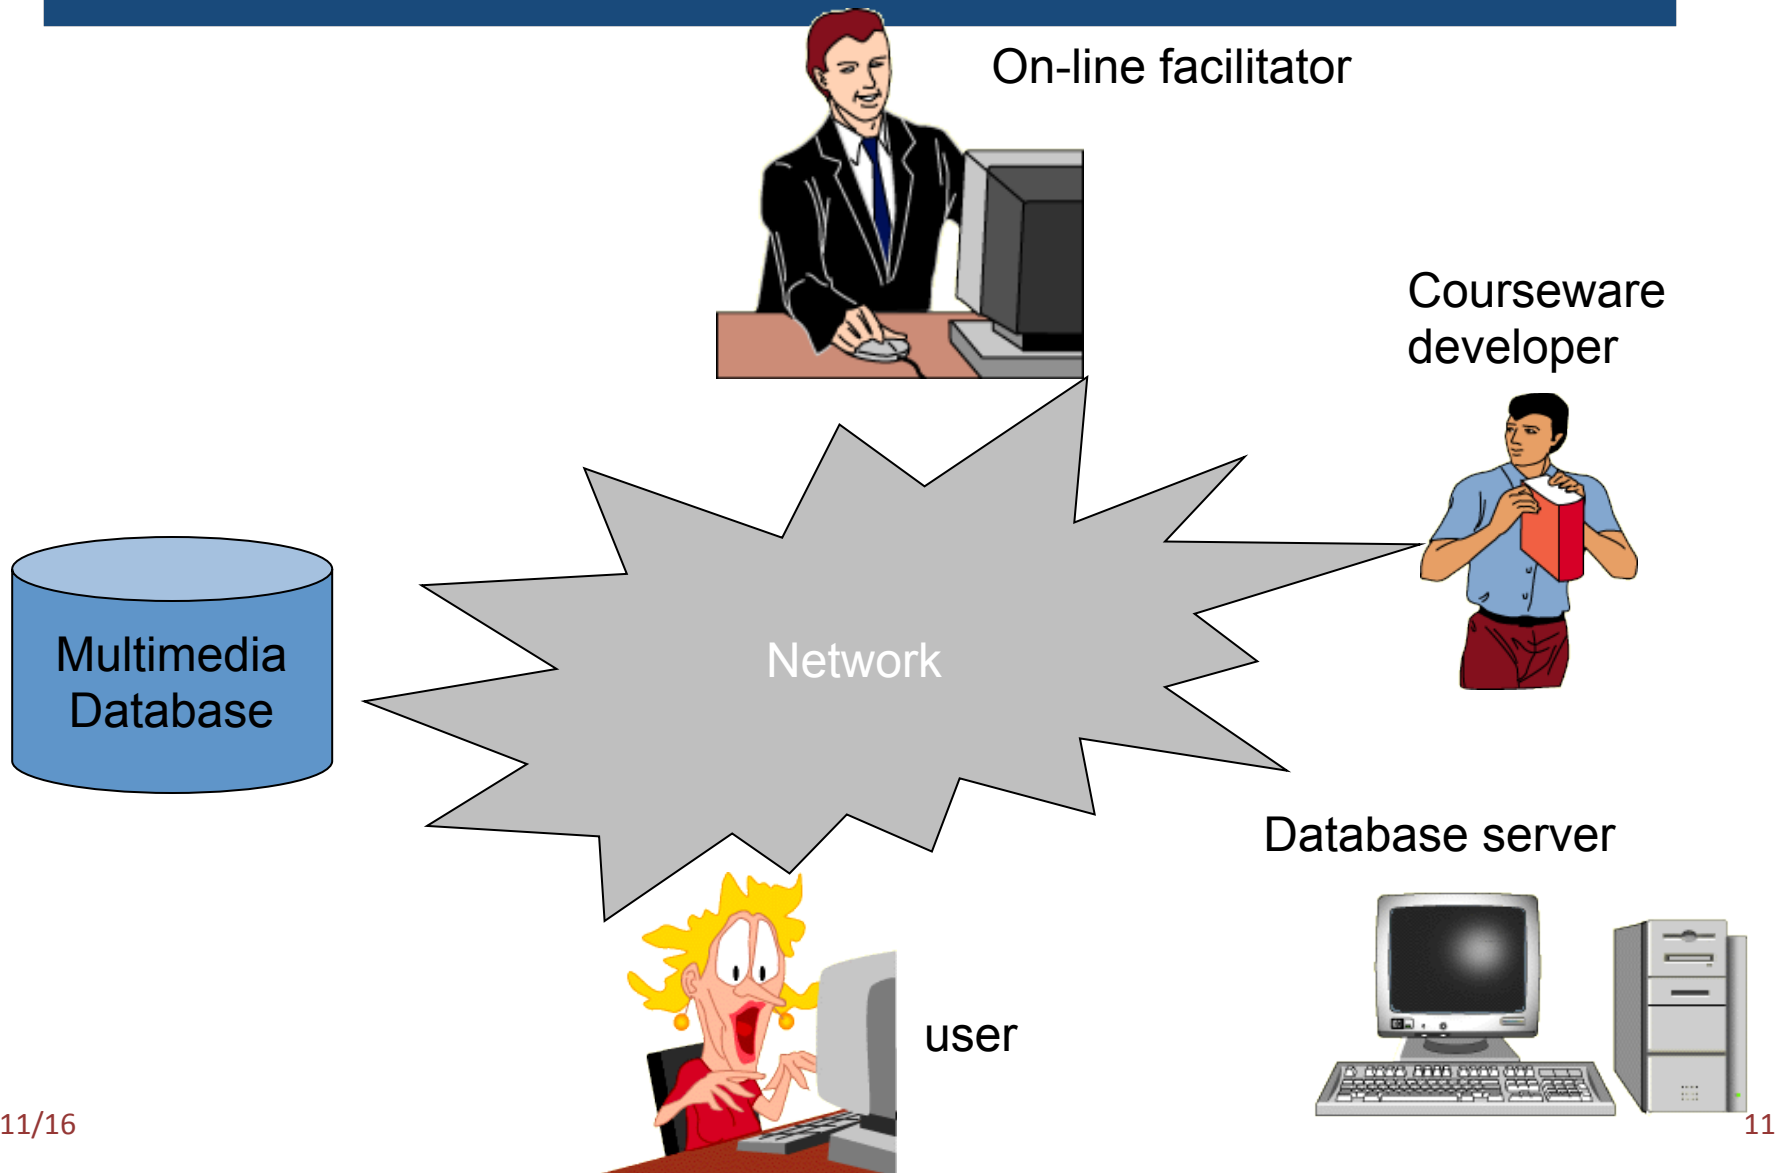 On-line facilitator
Courseware
developer
Multimedia
Database
Network
Database server
user
11/16
11